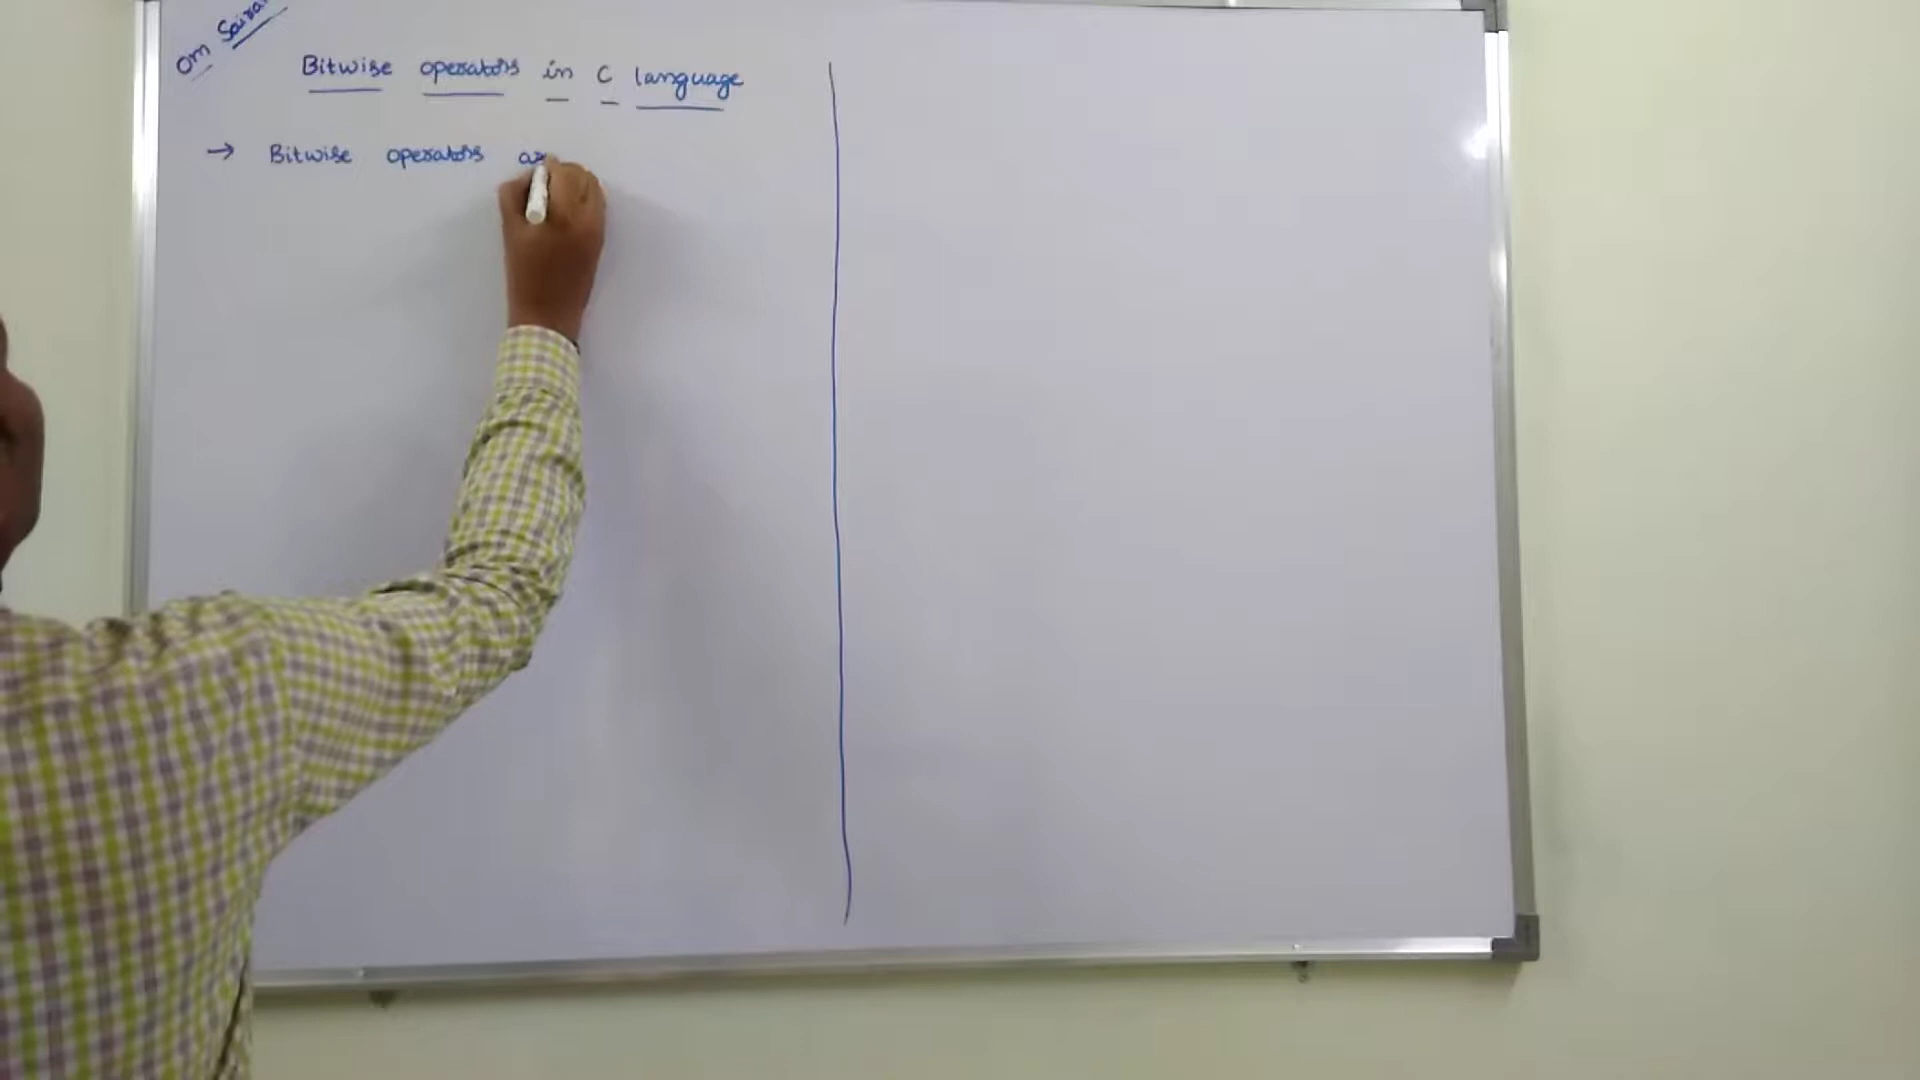 Om
Bitwise operators in C language
→ Bitwise operators